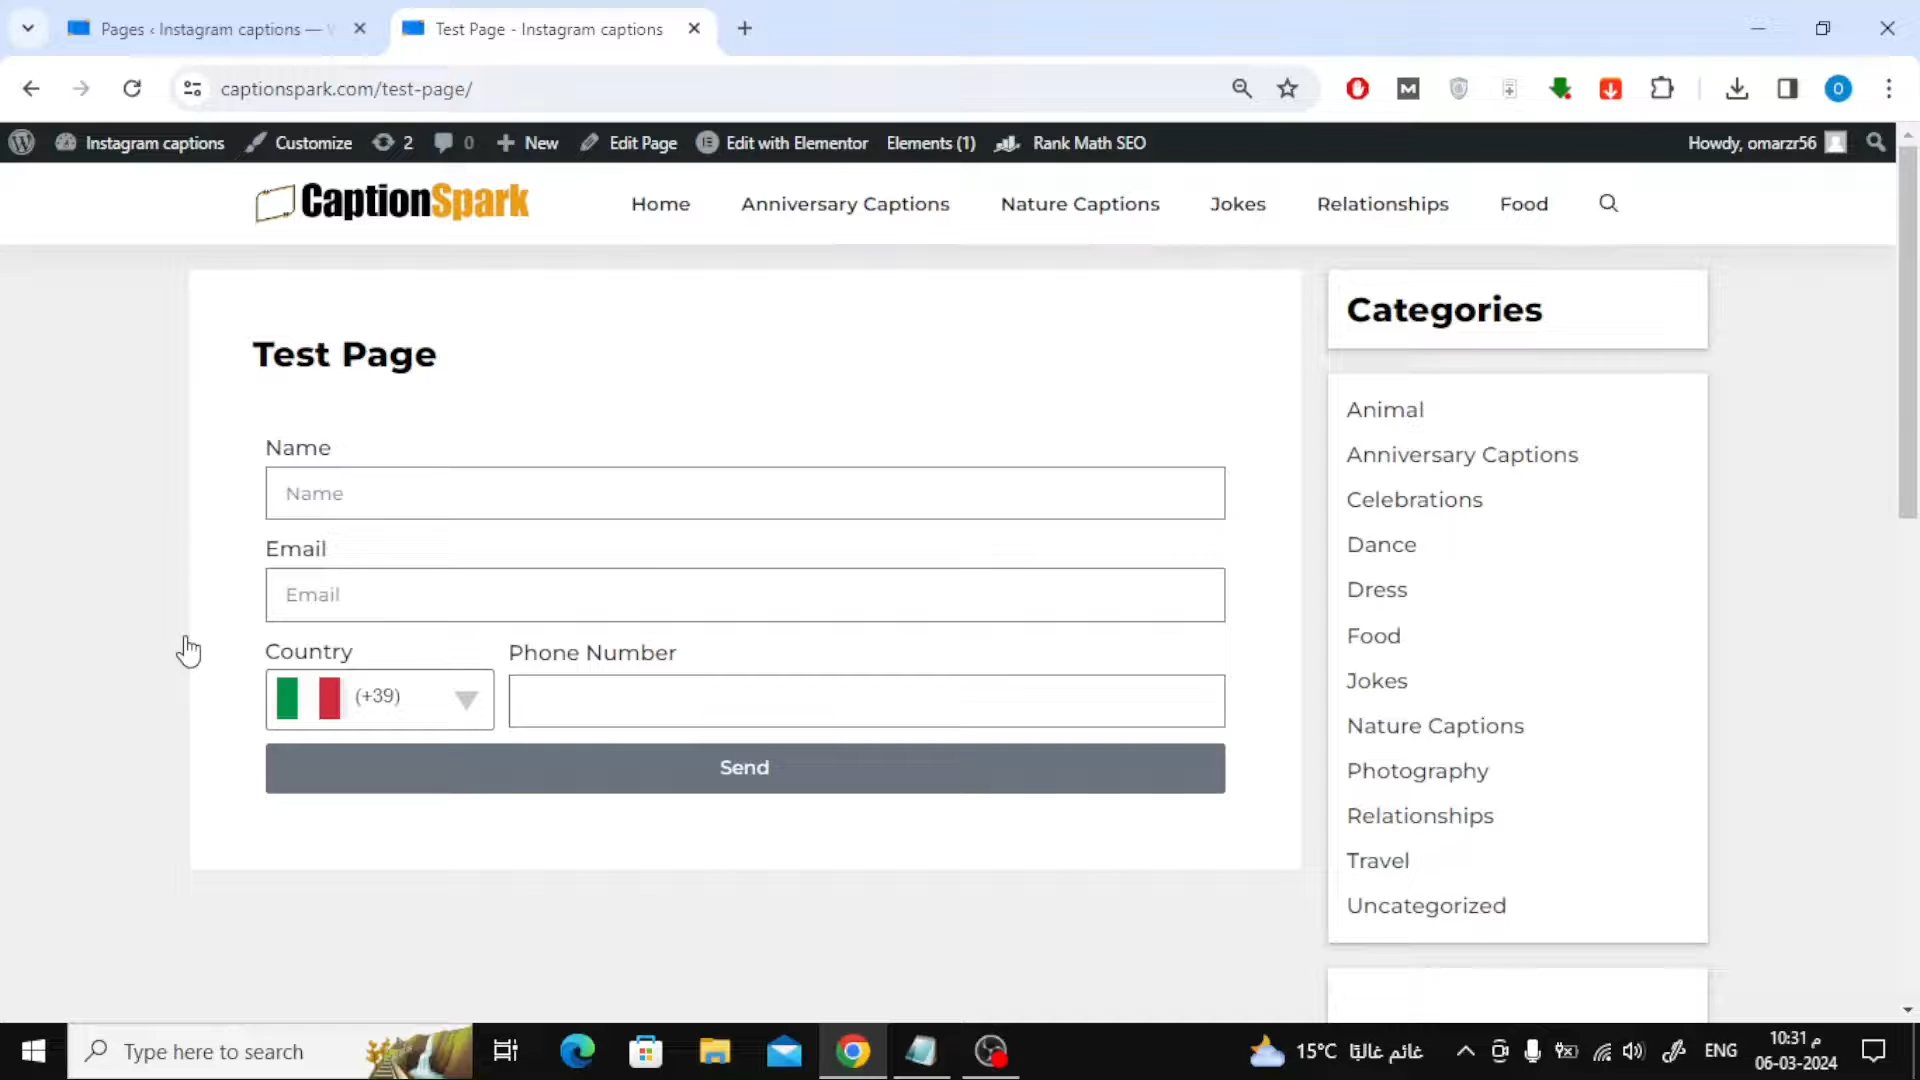 Pages ‹ Instagram captions —
Test Page - Instagram captions
captionspark.com/test-page/
Instagram captions Customize 2 0 New Edit Page Edit with Elementor Elements (1) Rank Math SEO Howdy, omarzr56
CaptionSpark Home Anniversary Captions Nature Captions Jokes Relationships Food
Test Page
Name
Name
Email
Email
Country Phone Number
(+39)
Send
Categories
Animal
Anniversary Captions
Celebrations
Dance
Dress
Food
Jokes
Nature Captions
Photography
Relationships
Travel
Uncategorized
Type here to search
15°C غائم غالبًا
ENG
10:31 م
06-03-2024